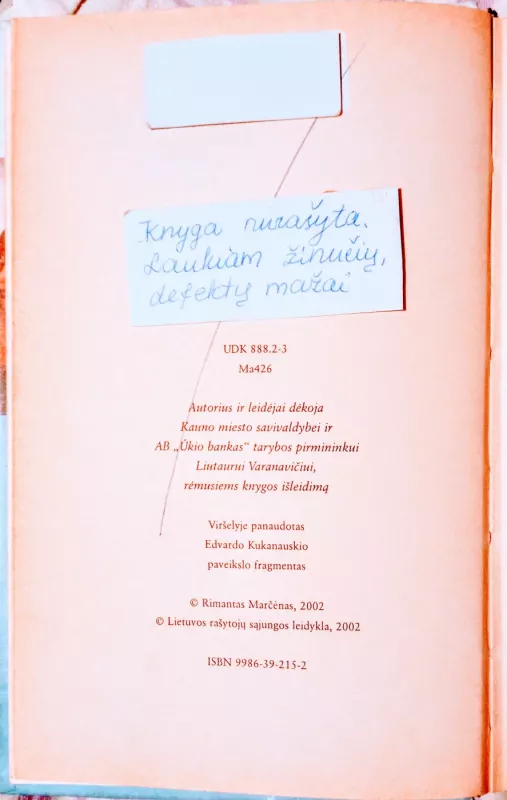 Knyga nurašyta.
Laukiam žinučių,
defektų mažai
UDK 888.2-3
Ma426
Autorius ir leidėjai dėkoja
Kauno miesto savivaldybei ir
AB „Ūkio bankas“ tarybos pirmininkui
Liutaurui Varanavičiui,
rėmusiems knygos išleidimą
Viršelyje panaudotas
Edvardo Kukanauskio
paveikslo fragmentas
© Rimantas Marčėnas, 2002
© Lietuvos rašytojų sąjungos leidykla, 2002
ISBN 9986-39-215-2